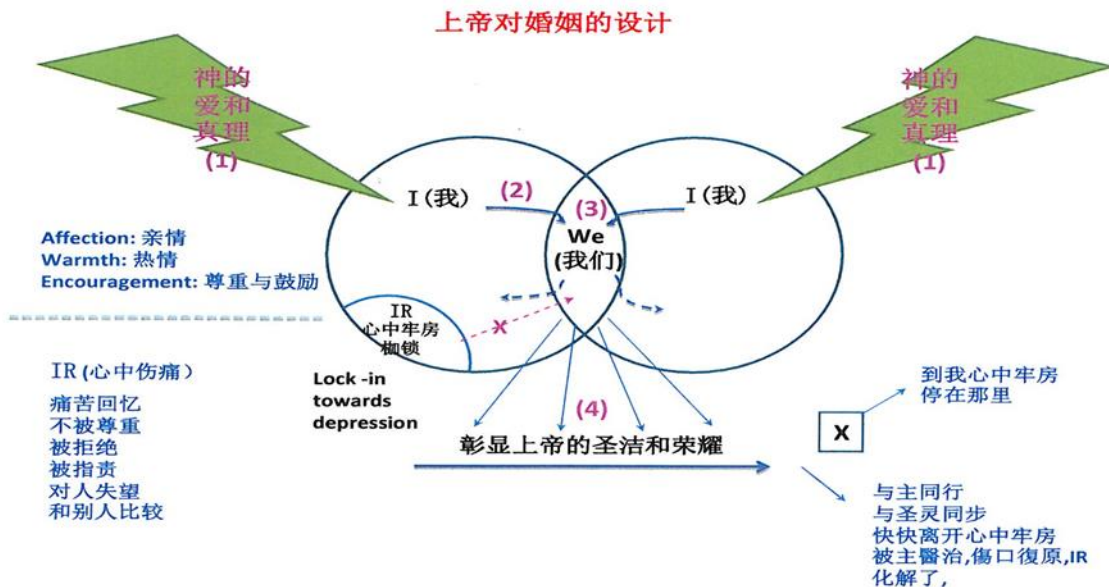 上帝对婚姻的设计
神的
爱和
真理
(1)
神的
爱和
真理
(1)
I(我)
(2)
(3)
I(我)
We
(我们)
Affection: 亲情
Warmth: 热情
Encouragement: 尊重与鼓励
IR
心中牢房
枷锁
X
Lock -in
towards
depression
IR (心中伤痛)
痛苦回忆
不被尊重
被拒绝
被指责
对人失望
和别人比较
(4)
彰显上帝的圣洁和荣耀
X
到我心中牢房
停在那里
与主同行
与圣灵同步
快快离开心中牢房
被主醫治,傷口復原,IR
化解了,